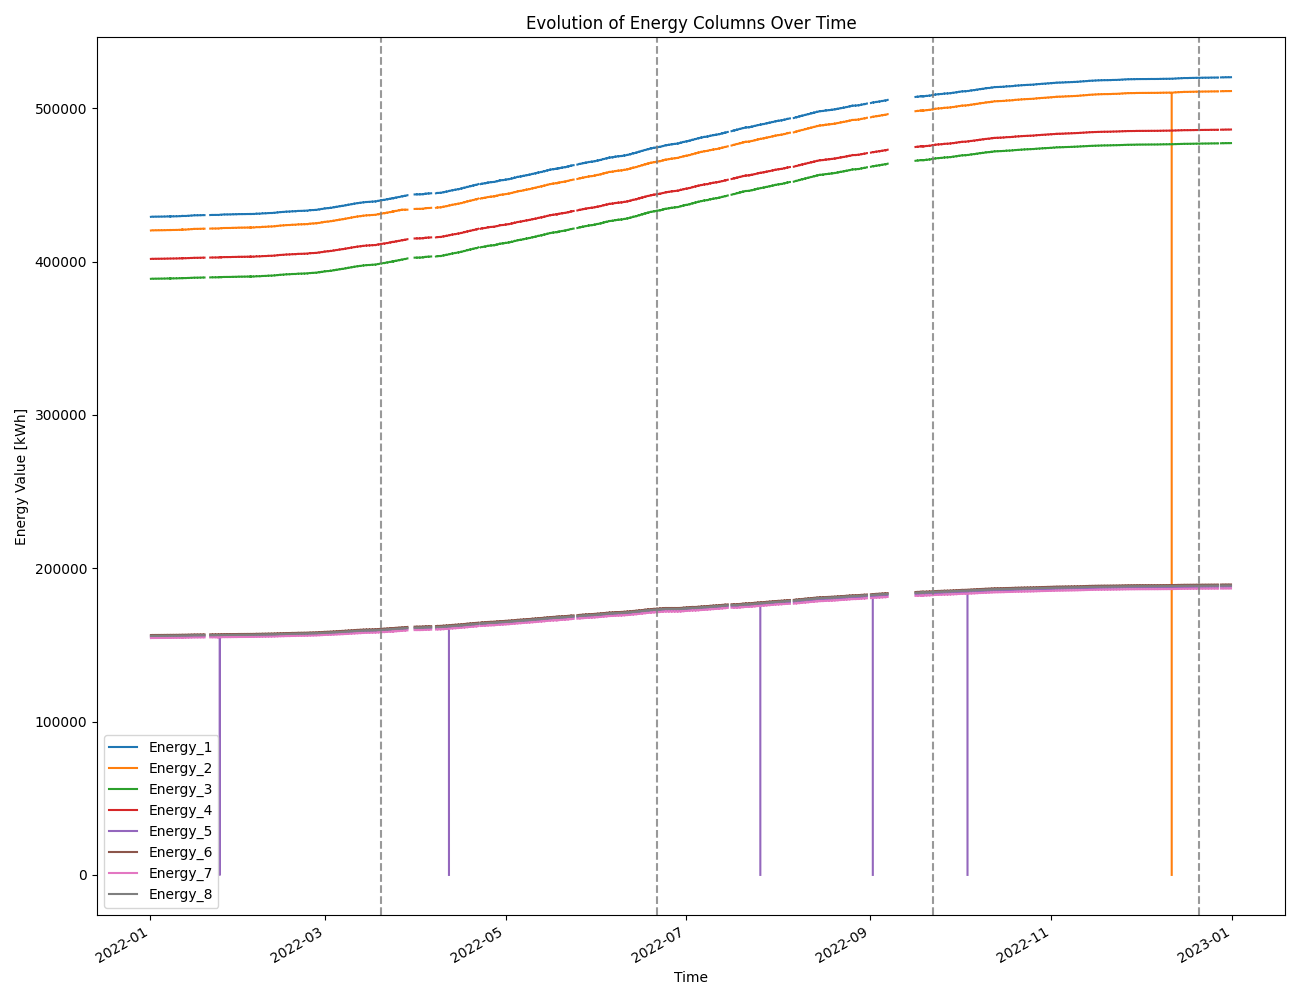 Evolution of Energy Columns Over Time
Energy Value [kWh]
500000
400000
300000
200000
100000
0
Energy_1
Energy_2
Energy_3
Energy_4
Energy_5
Energy_6
Energy_7
Energy_8
2022-01
2022-03
2022-05
2022-07
2022-09
2022-11
2023-01
Time